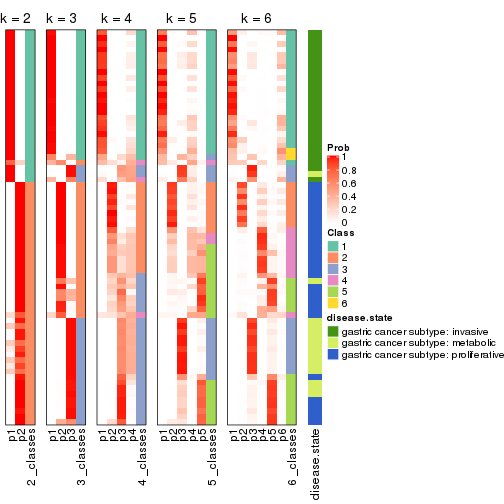 k = 2 k = 3 k = 4 k = 5 k = 6
Prob
1
0.8
0.6
0.4
0.2
0
Class
1
2
3
4
5
6
disease.state
gastric cancer subtype: invasive
gastric cancer subtype: metabolic
gastric cancer subtype: proliferative
p1 p2 2_classes p1 p2 p3 3_classes p1 p2 p3 p4 4_classes p1 p2 p3 p4 p5 5_classes p1 p2 p3 p4 p5 p6 6_classes disease.state